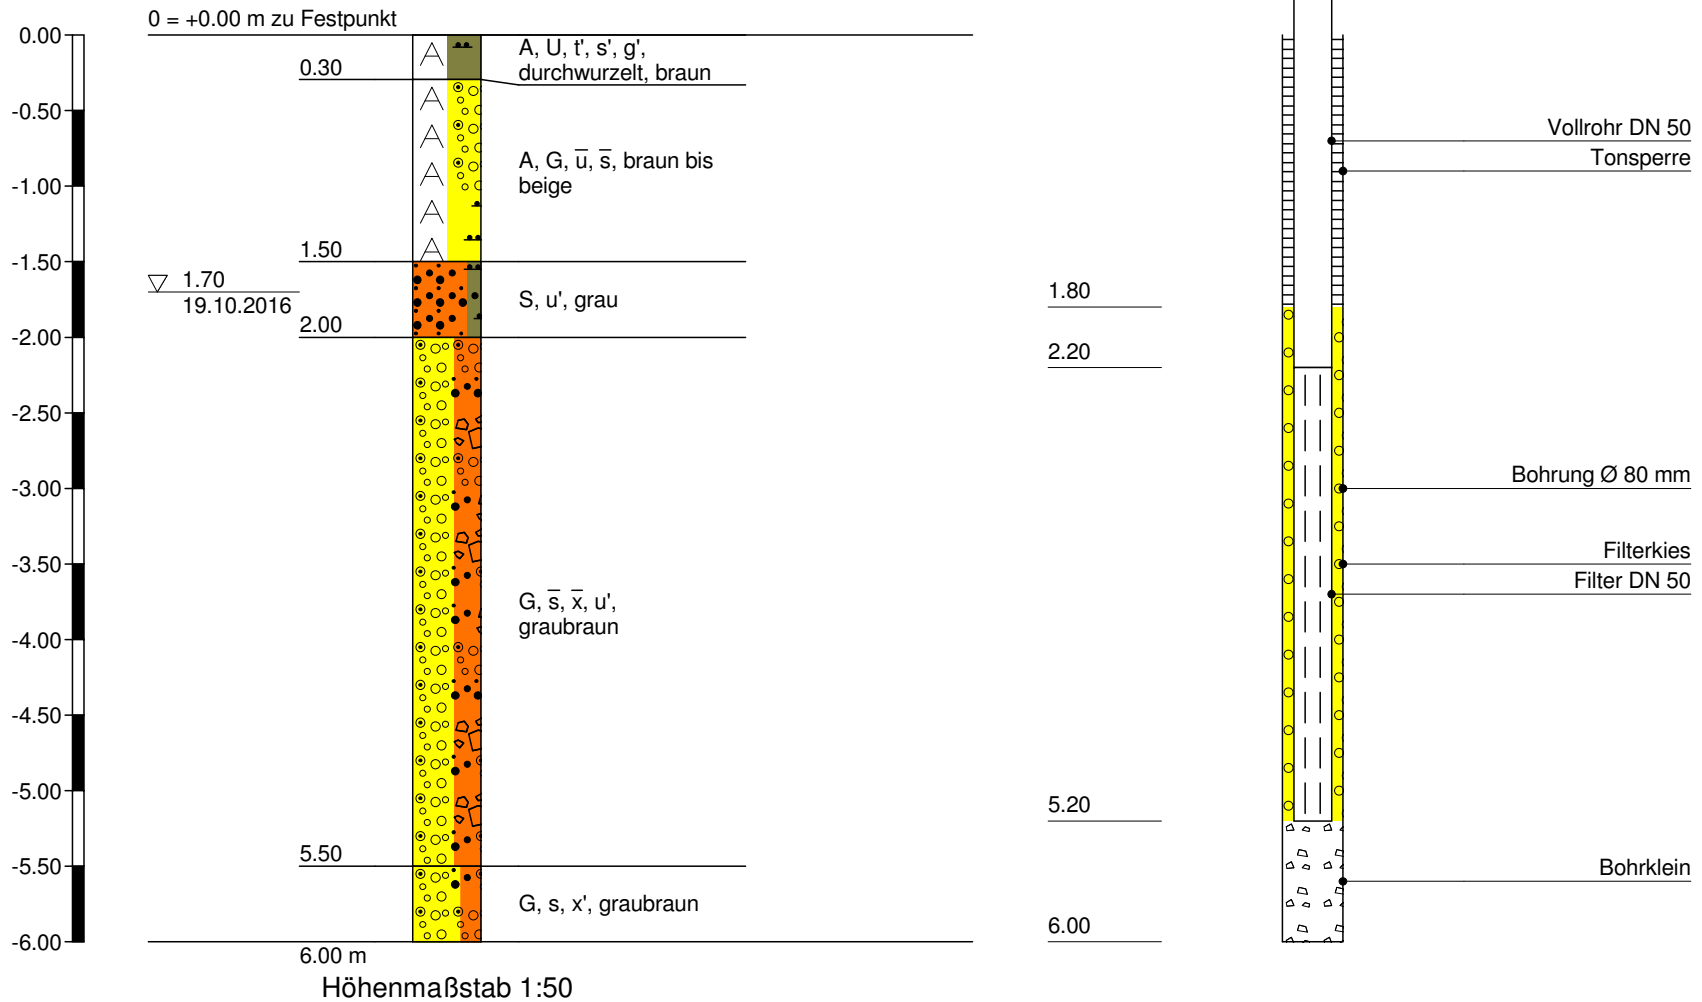 0 = +0.00 m zu Festpunkt
0.00
-0.50
-1.00
-1.50
-2.00
-2.50
-3.00
-3.50
-4.00
-4.50
-5.00
-5.50
-6.00
1.70
19.10.2016
0.30
1.50
2.00
5.50
6.00 m
A, U, t', s', g',
durchwurzelt, braun
A, G, u̅, s̅, braun bis
beige
S, u', grau
G, s̅, x̅, u',
graubraun
G, s, x', graubraun
Höhenmaßstab 1:50
1.80
2.20
5.20
6.00
Vollrohr DN 50
Tonsperre
Bohrung Ø 80 mm
Filterkies
Filter DN 50
Bohrklein
A
A
A
A
A
A